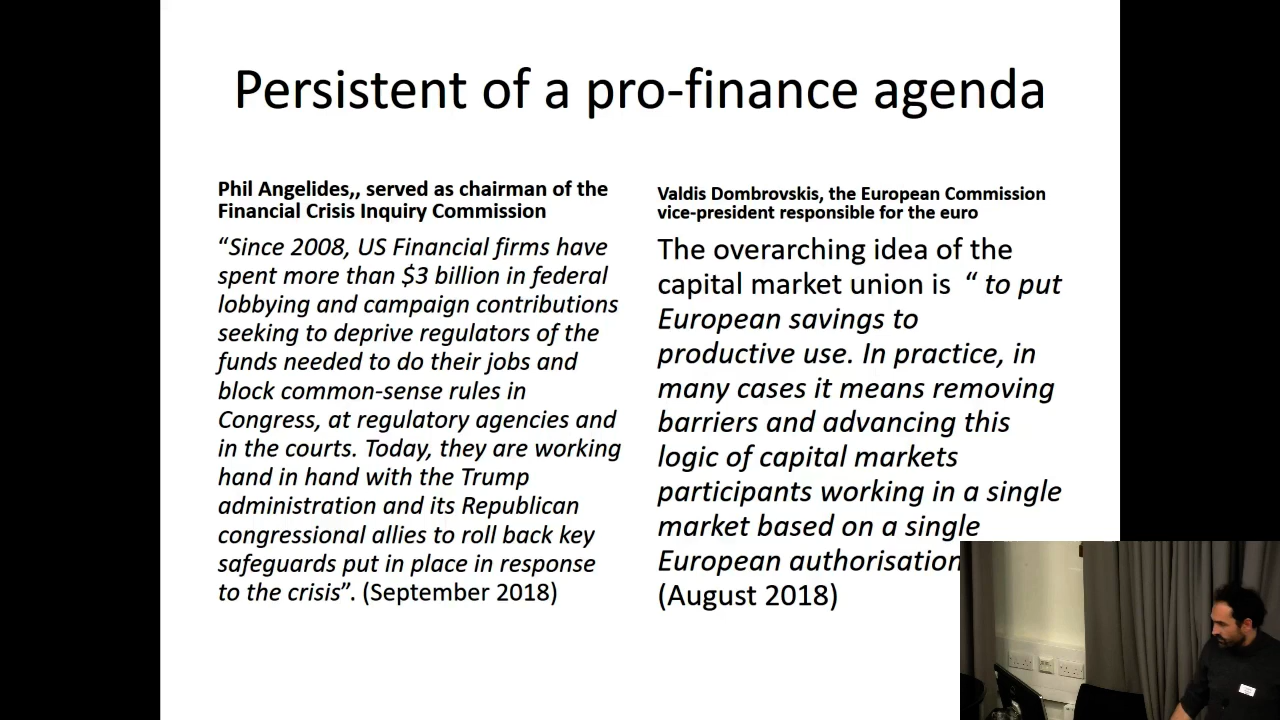 Persistent of a pro-finance agenda
Phil Angelides,, served as chairman of the
Financial Crisis Inquiry Commission
“Since 2008, US Financial firms have
spent more than $3 billion in federal
lobbying and campaign contributions
seeking to deprive regulators of the
funds needed to do their jobs and
block common-sense rules in
Congress, at regulatory agencies and
in the courts. Today, they are working
hand in hand with the Trump
administration and its Republican
congressional allies to roll back key
safeguards put in place in response
to the crisis”. (September 2018)
Valdis Dombrovskis, the European Commission
vice-president responsible for the euro
The overarching idea of the
capital market union is “ to put
European savings to
productive use. In practice, in
many cases it means removing
barriers and advancing this
logic of capital markets
participants working in a single
market based on a single
European authorisation
(August 2018)